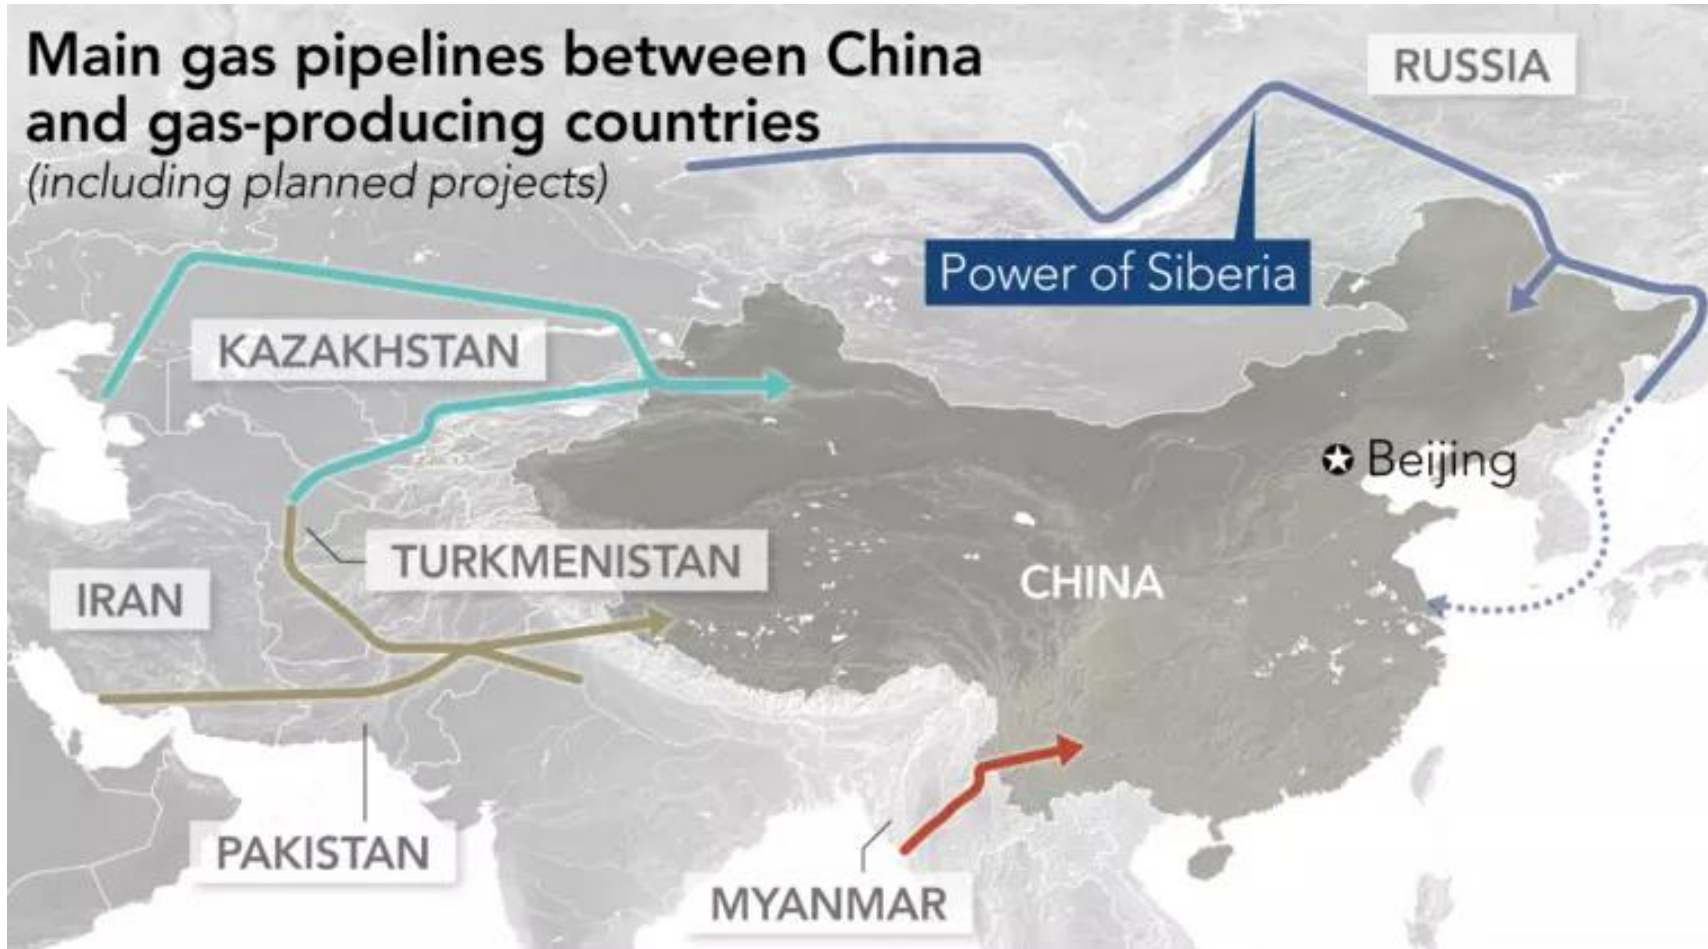 Main gas pipelines between China
and gas-producing countries
(including planned projects)
RUSSIA
Power of Siberia
KAZAKHSTAN
Beijing
TURKMENISTAN
CHINA
IRAN
PAKISTAN
MYANMAR